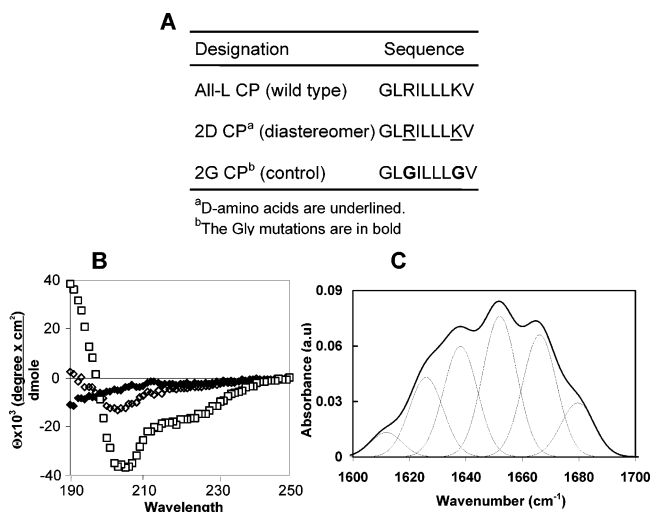 A
Designation Sequence
All-L CP (wild type) GLRILLLKV
2D CPᵃ (diastereomer) GLRILLLKV
2G CPᵇ (control) GLGILLLGV
ᵃD-amino acids are underlined.
ᵇThe Gly mutations are in bold
B
Θx10³ (degree x cm²)
dmole
40
20
0
-20
-40
190 210 230 250
Wavelength
C
Absorbance (a.u)
0.09
0.06
0.03
0
1600 1620 1640 1660 1680 1700
Wavenumber (cm⁻¹)